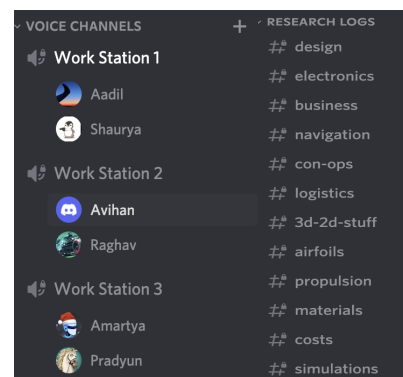 VOICE CHANNELS
Work Station 1
Aadil
Shaurya
Work Station 2
Avihan
Raghav
Work Station 3
Amartya
Pradyun
RESEARCH LOGS
design
electronics
business
navigation
con-ops
logistics
3d-2d-stuff
airfoils
propulsion
materials
costs
simulations